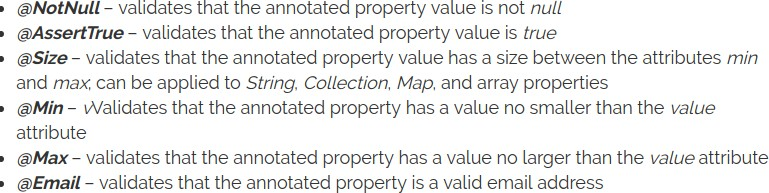 • @NotNull – validates that the annotated property value is not null
• @AssertTrue – validates that the annotated property value is true
• @Size – validates that the annotated property value has a size between the attributes min
and max; can be applied to String, Collection, Map, and array properties
• @Min – vValidates that the annotated property has a value no smaller than the value
attribute
• @Max – validates that the annotated property has a value no larger than the value attribute
• @Email – validates that the annotated property is a valid email address